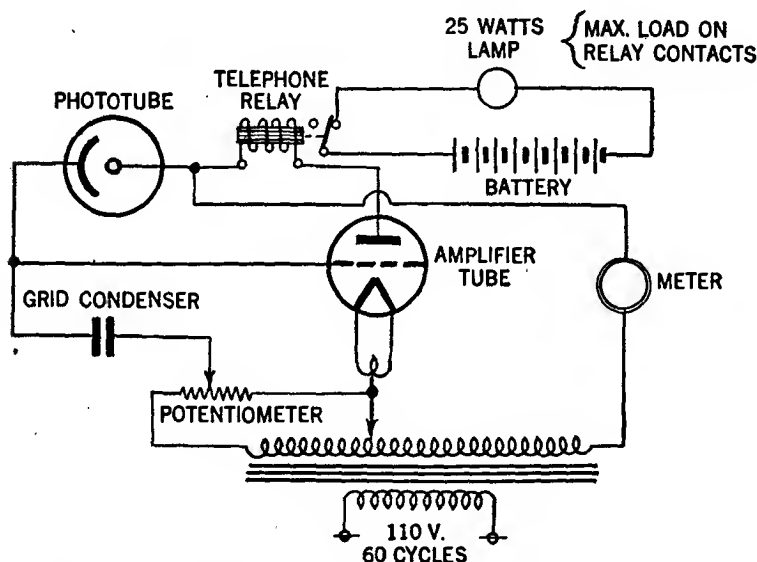 25 WATTS
LAMP
MAX. LOAD ON
RELAY CONTACTS
TELEPHONE
RELAY
PHOTOTUBE
BATTERY
AMPLIFIER
TUBE
METER
GRID CONDENSER
POTENTIOMETER
110 V.
60 CYCLES